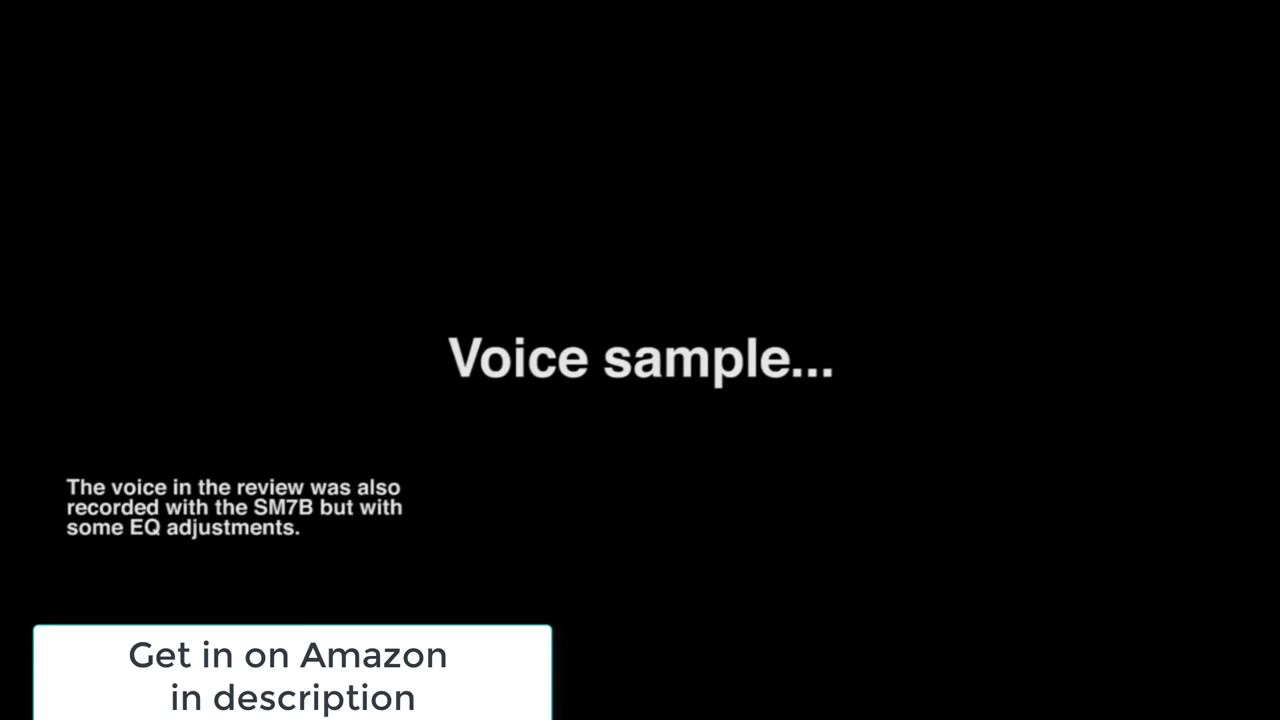 Voice sample...
The voice in the review was also
recorded with the SM7B but with
some EQ adjustments.
Get in on Amazon
in description